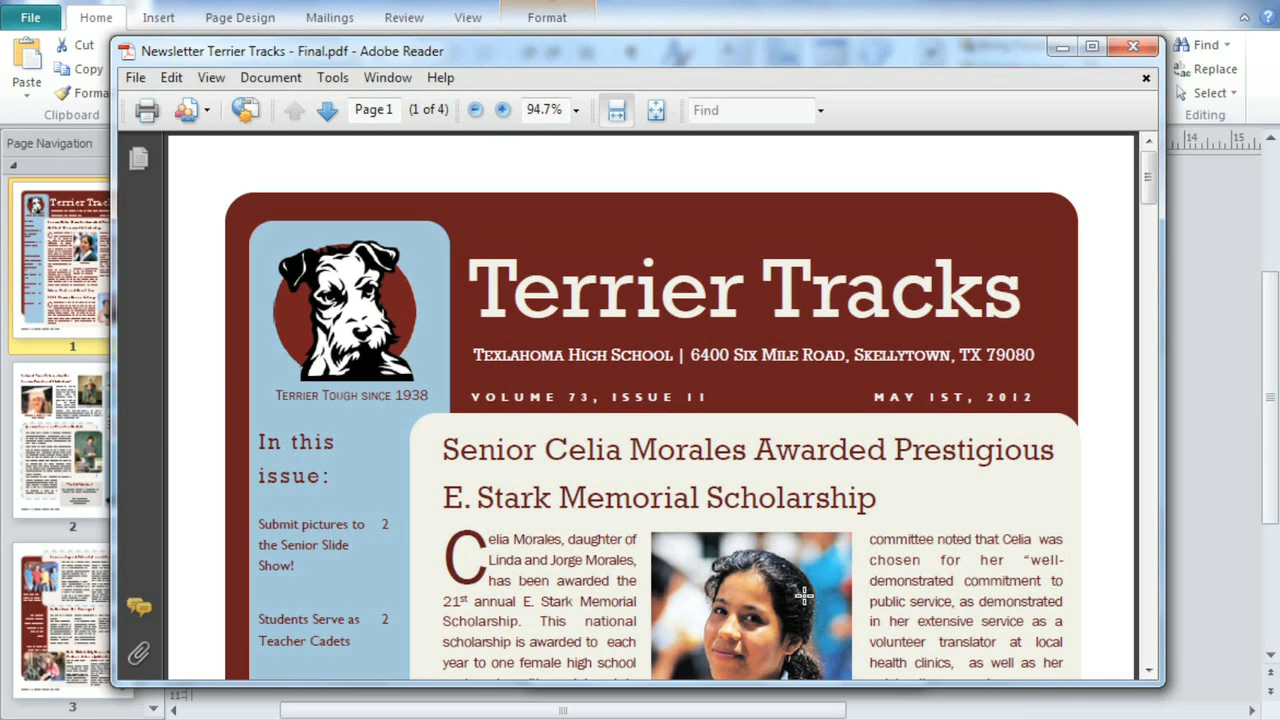 File Home Insert Page Design Mailings Review View Format
Paste
Cut
Copy
Forma
Clipboard
Find
Replace
Select
Editing
Newsletter Terrier Tracks - Final.pdf - Adobe Reader
File Edit View Document Tools Window Help
Page 1 (1 of 4) 94.7% Find
Page Navigation
14 15
1
2
3
11
Terrier Tracks
TEXLAHOMA HIGH SCHOOL | 6400 SIX MILE ROAD, SKELLYTOWN, TX 79080
TERRIER TOUGH SINCE 1938
VOLUME 73, ISSUE 11 MAY 1ST, 2012
In this
issue:
Submit pictures to 2
the Senior Slide
Show!
Students Serve as 2
Teacher Cadets
Senior Celia Morales Awarded Prestigious
E. Stark Memorial Scholarship
Celia Morales, daughter of
Linda and Jorge Morales,
has been awarded the
21st annual E. Stark Memorial
Scholarship. This national
scholarship is awarded to each
year to one female high school
committee noted that Celia was
chosen for her “well-
demonstrated commitment to
public service, as demonstrated
in her extensive service as a
volunteer translator at local
health clinics, as well as her